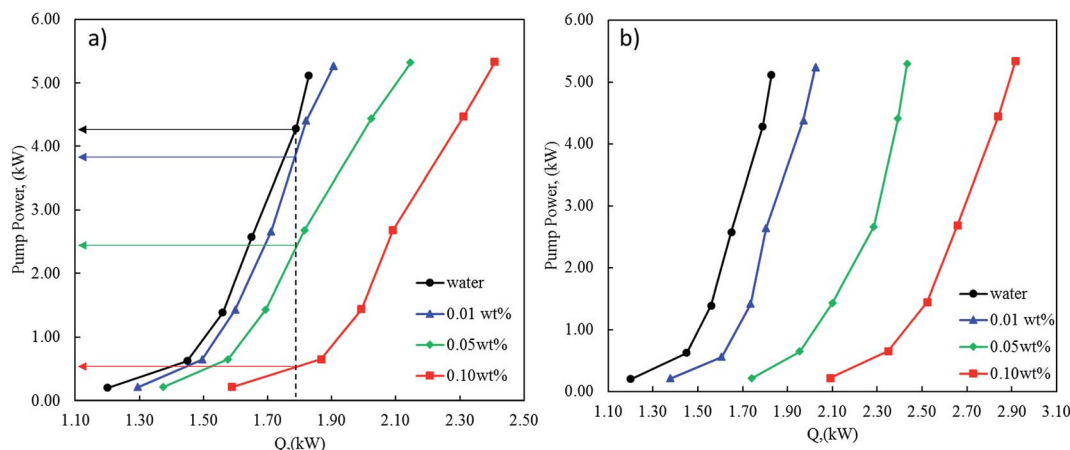 a)
Pump Power, (kW)
6.00
5.00
4.00
3.00
2.00
1.00
0.00
1.10 1.30 1.50 1.70 1.90 2.10 2.30 2.50
Q,(kW)
water
0.01 wt%
0.05wt%
0.10wt%
b)
Pump Power, (kW)
6.00
5.00
4.00
3.00
2.00
1.00
0.00
1.10 1.30 1.50 1.70 1.90 2.10 2.30 2.50 2.70 2.90 3.10
Q,(kW)
water
0.01 wt%
0.05wt%
0.10wt%